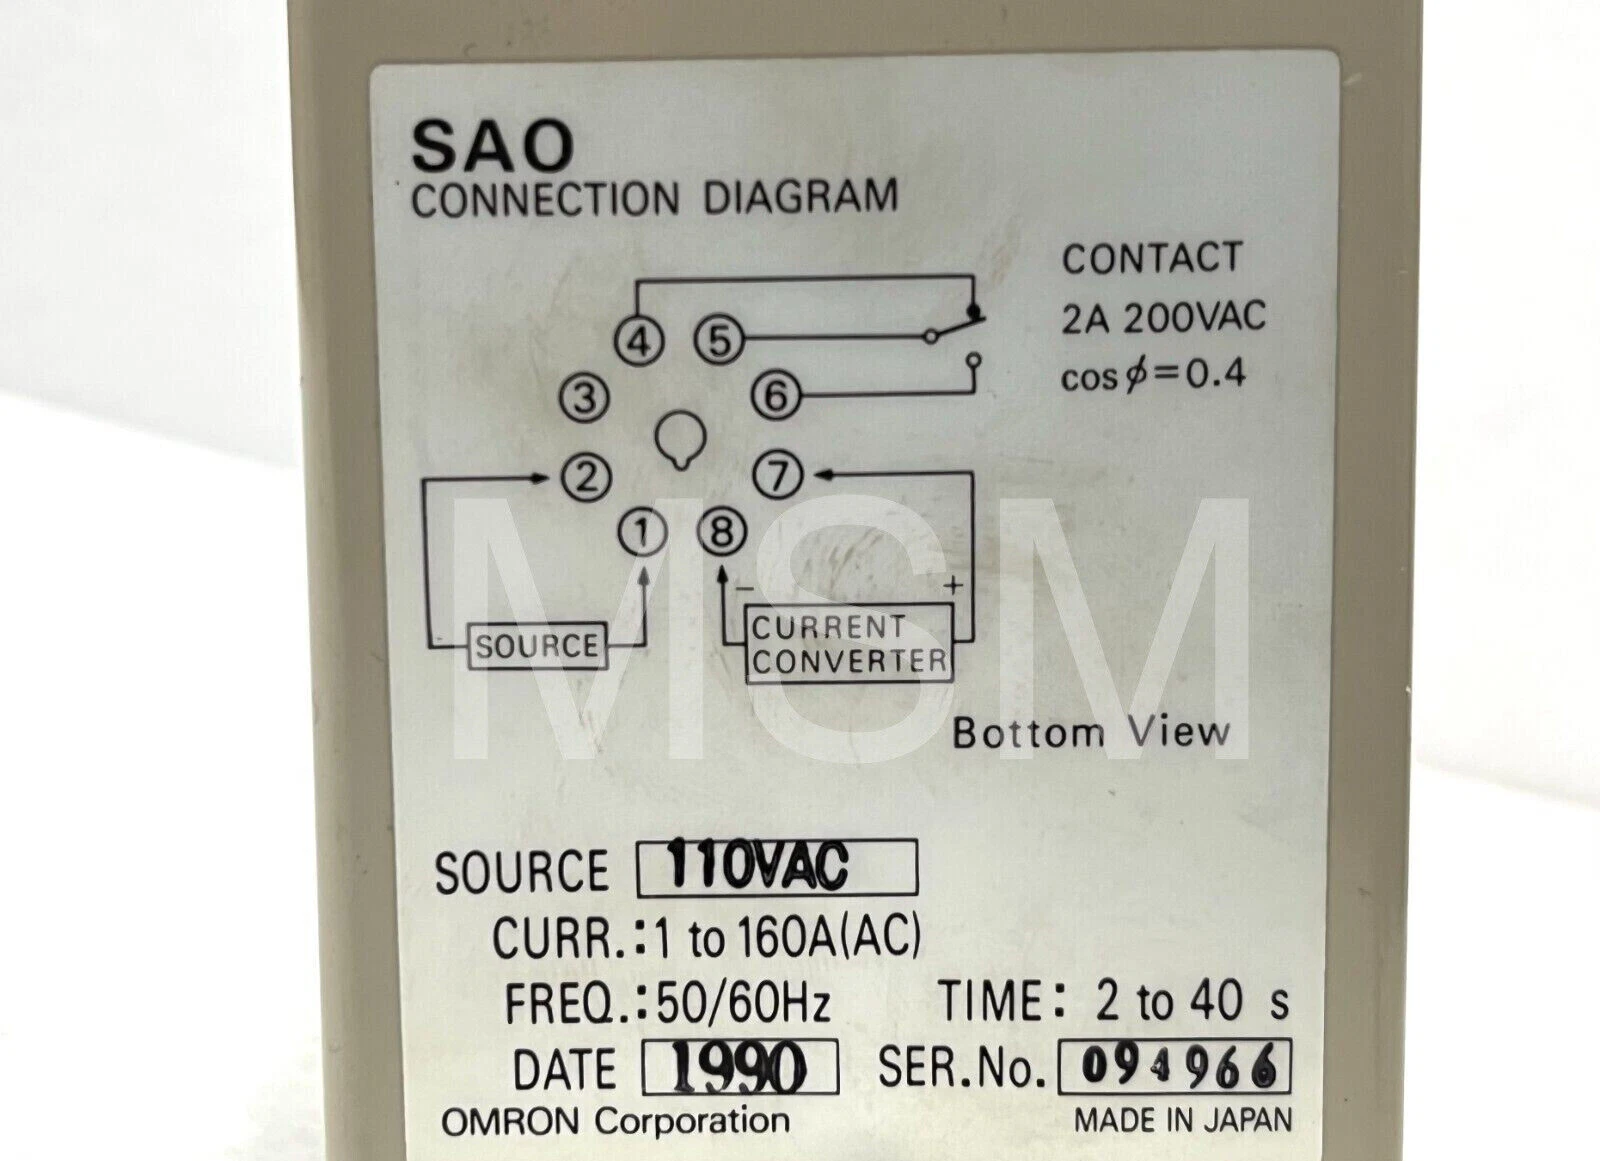 SAO
CONNECTION DIAGRAM
CONTACT
2A 200VAC
cos ϕ=0.4
4 5
3 6
2 7
1 8
- +
SOURCE
CURRENT
CONVERTER
MSM
Bottom View
SOURCE 110VAC
CURR.:1 to 160A(AC)
FREQ.:50/60Hz TIME: 2 to 40 s
DATE 1990 SER.No. 094966
OMRON Corporation MADE IN JAPAN